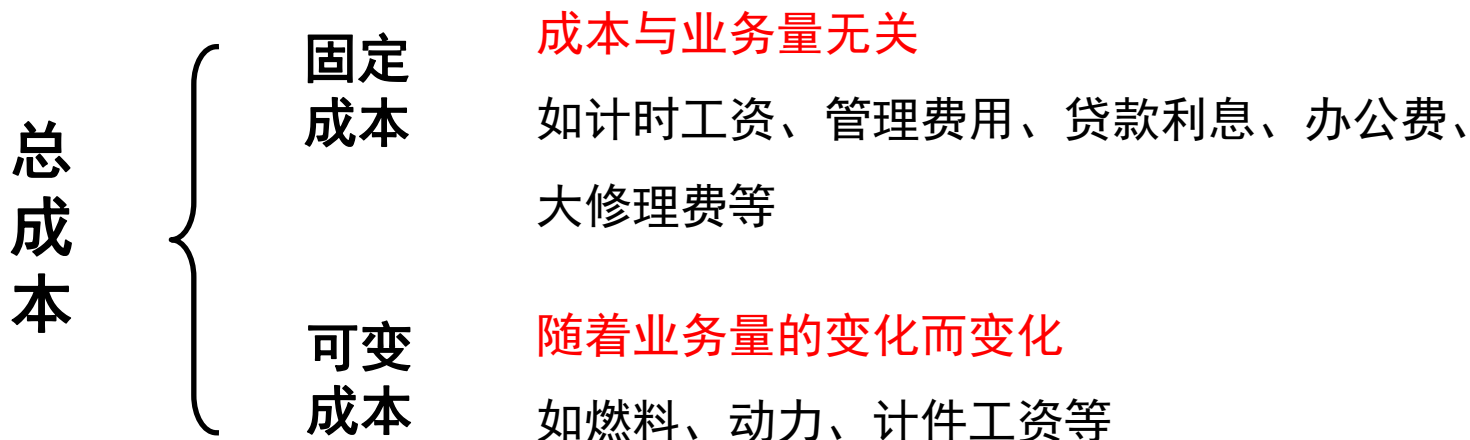 总成本
固定
成本
成本与业务量无关
如计时工资、管理费用、贷款利息、办公费、
大修理费等
可变
成本
随着业务量的变化而变化
如燃料、动力、计件工资等